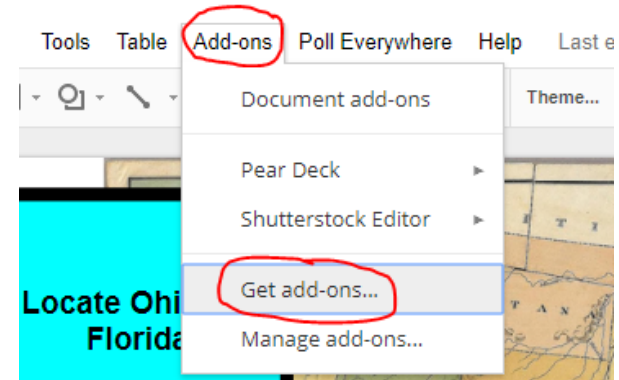 Tools Table Add-ons Poll Everywhere Help Last e
Document add-ons Theme...
Pear Deck
Shutterstock Editor
Get add-ons...
Manage add-ons...
Locate Ohi
Florida
I T I
T A N